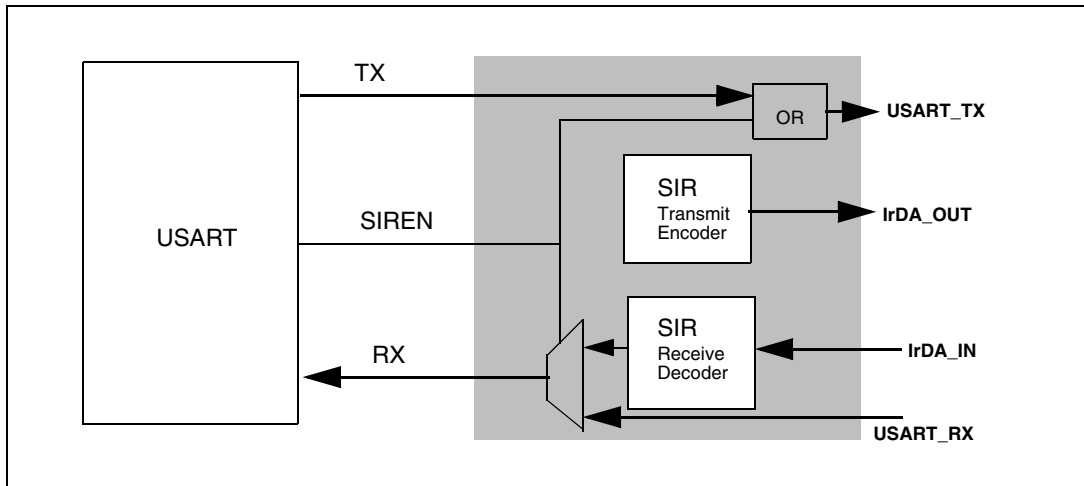 TX
OR
USART_TX
SIR
Transmit
Encoder
IrDA_OUT
USART
SIREN
SIR
Receive
Decoder
IrDA_IN
RX
USART_RX